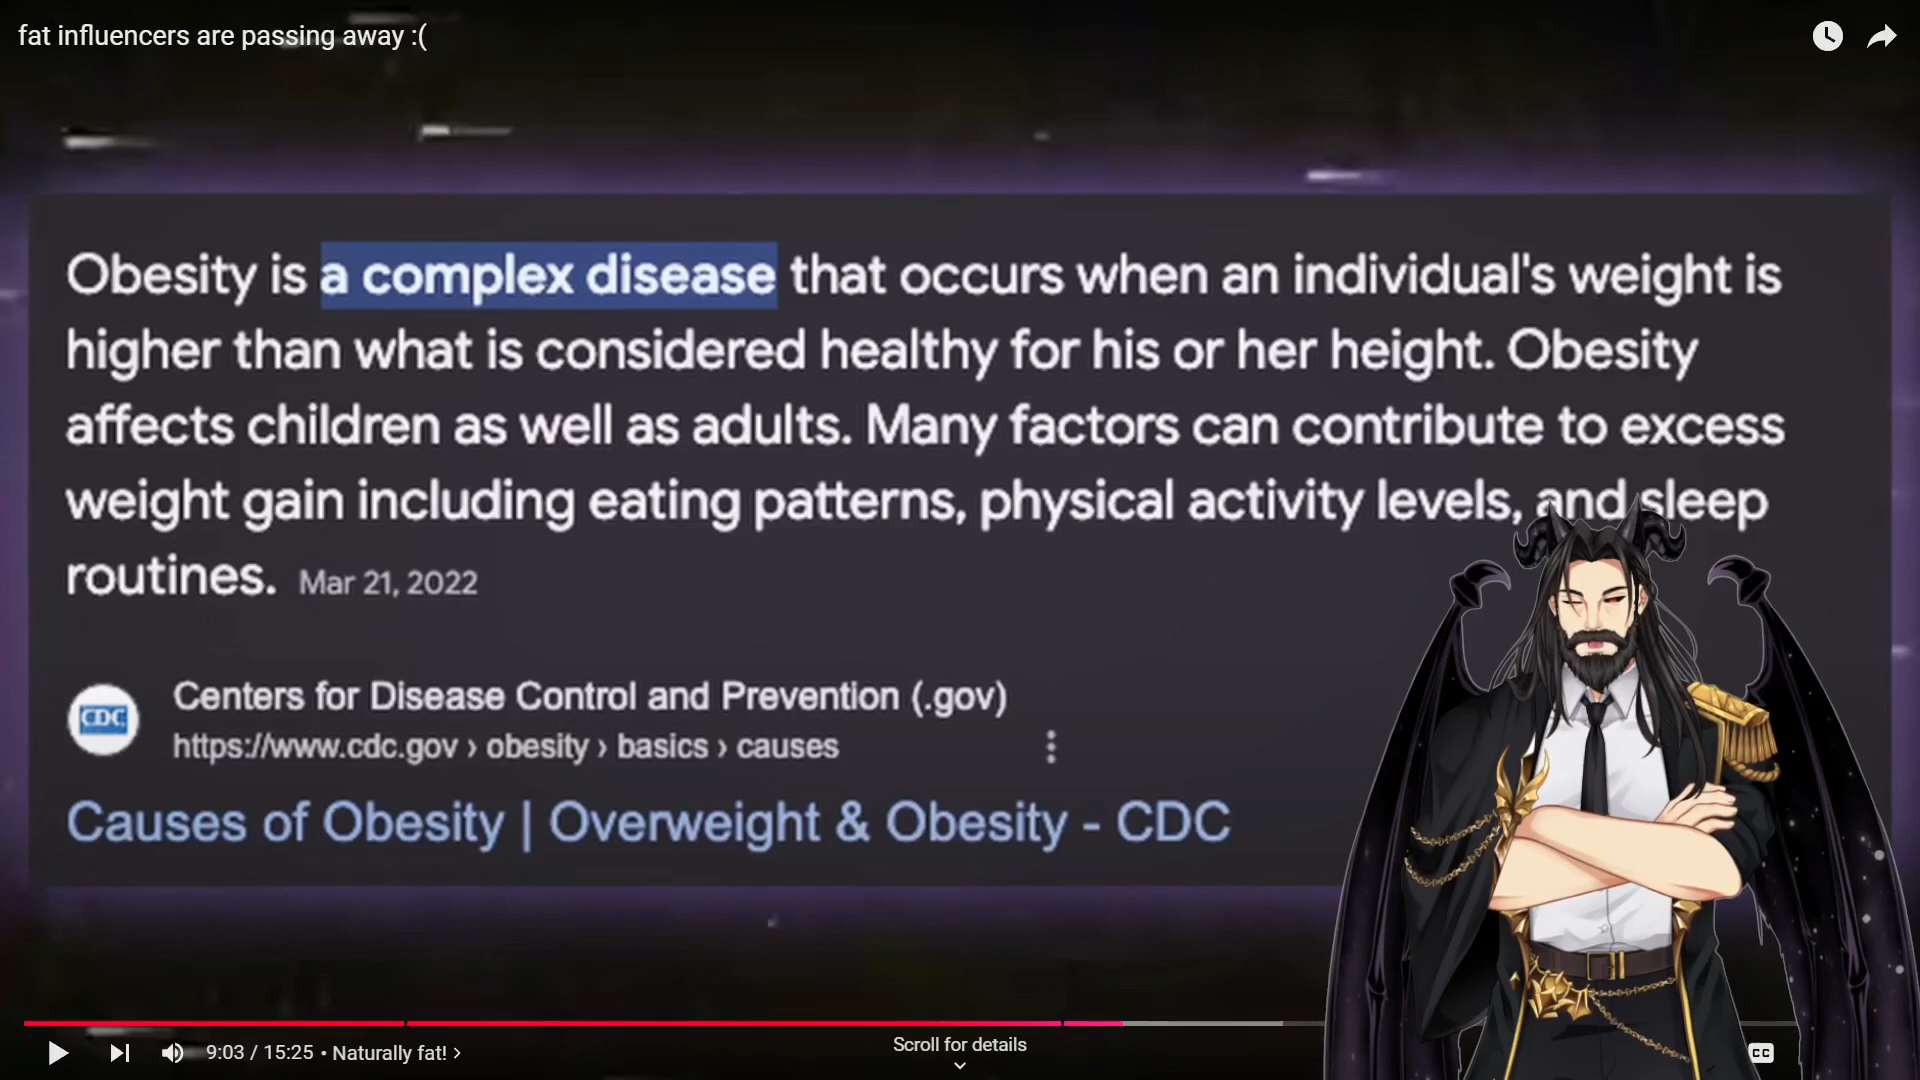 fat influencers are passing away :(
Obesity is a complex disease that occurs when an individual's weight is
higher than what is considered healthy for his or her height. Obesity
affects children as well as adults. Many factors can contribute to excess
weight gain including eating patterns, physical activity levels, and sleep
routines. Mar 21, 2022
CDC
Centers for Disease Control and Prevention (.gov)
https://www.cdc.gov › obesity › basics › causes
Causes of Obesity | Overweight & Obesity - CDC
Scroll for details
9:03 / 15:25 • Naturally fat! ›
CC